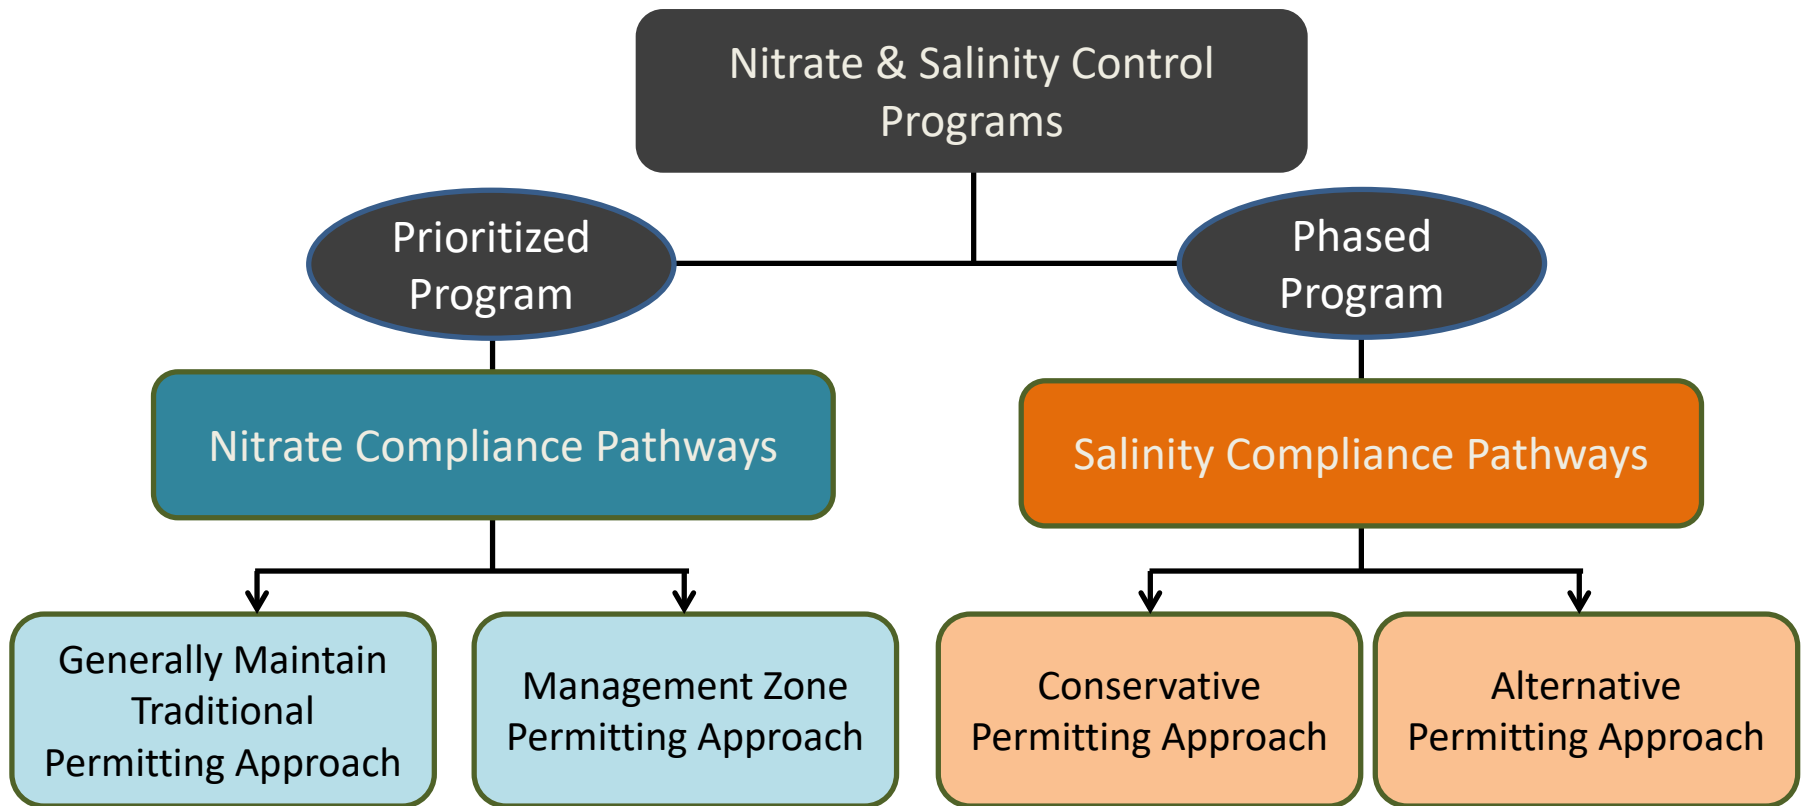 Nitrate & Salinity Control
Programs
Prioritized
Program
Phased
Program
Nitrate Compliance Pathways
Salinity Compliance Pathways
Generally Maintain
Traditional
Permitting Approach
Management Zone
Permitting Approach
Conservative
Permitting Approach
Alternative
Permitting Approach